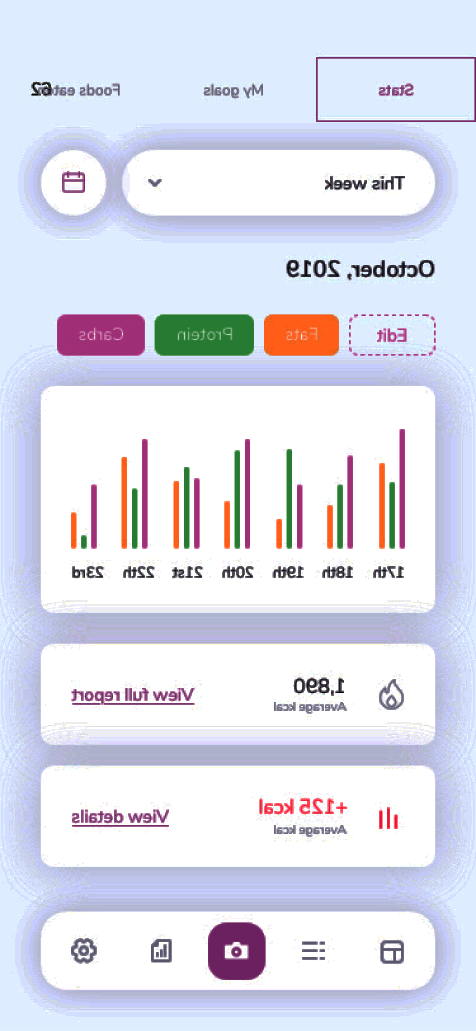 Stats My goals Foods eaten
This week
October, 2019
Edit Fats Protein Carbs
17th 18th 19th 20th 21st 22th 23rd
1,890
Average kcal
View full report
+125 kcal
Average kcal
View details